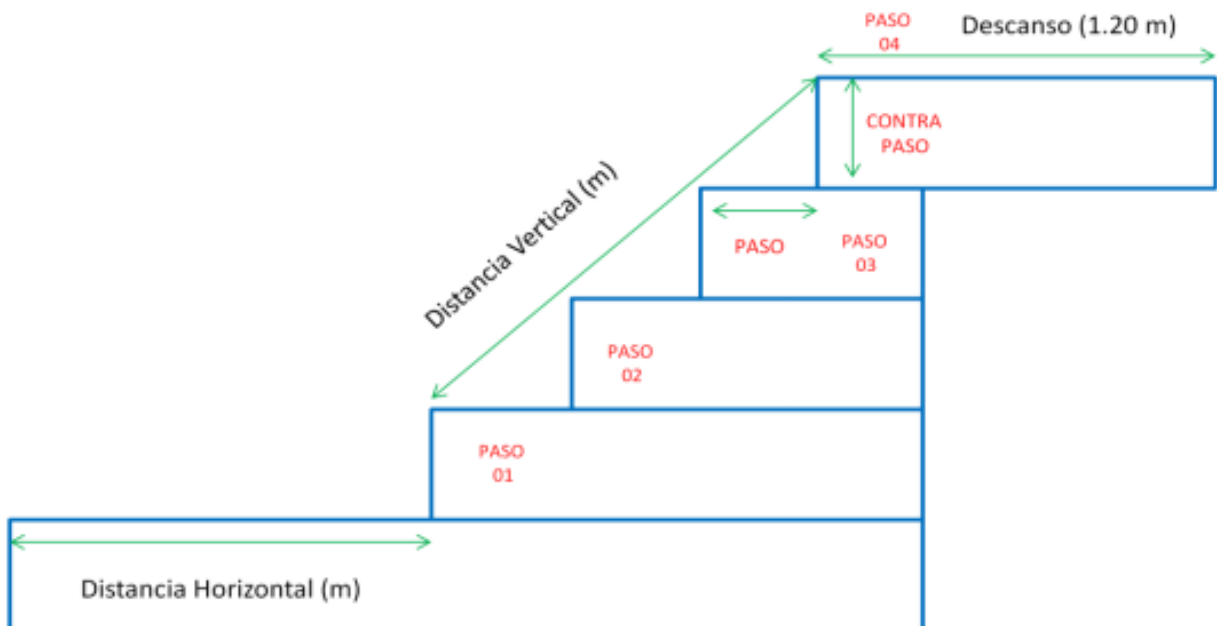 PASO
04
Descanso (1.20 m)
CONTRA
PASO
Distancia Vertical (m)
PASO
PASO
03
PASO
02
PASO
01
Distancia Horizontal (m)